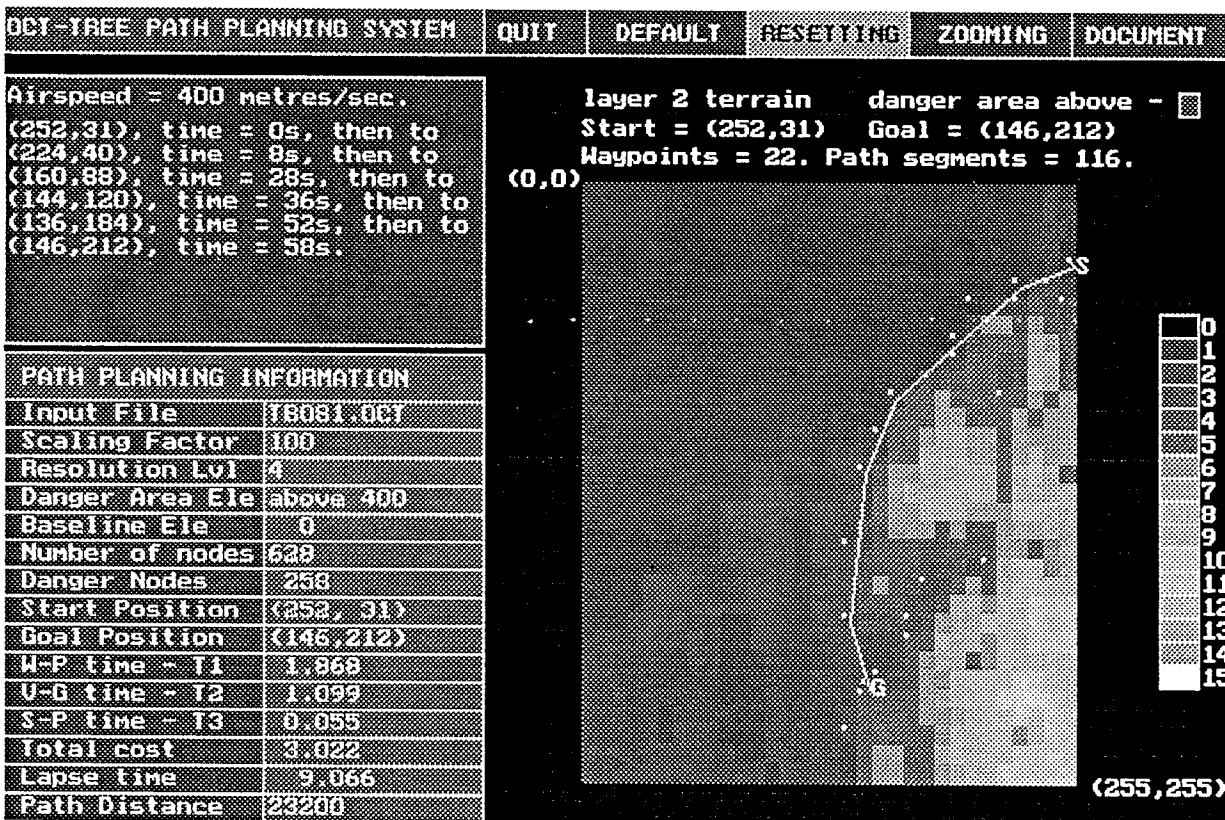 OCT-TREE PATH PLANNING SYSTEM
QUIT
DEFAULT
RESETTING
ZOOMING
DOCUMENT
Airspeed = 400 metres/sec.
(252,31), time = 0s, then to
(224,40), time = 8s, then to
(160,88), time = 28s, then to
(144,120), time = 36s, then to
(136,184), time = 52s, then to
(146,212), time = 58s.
layer 2 terrain danger area above -
Start = (252,31) Goal = (146,212)
Waypoints = 22. Path segments = 116.
(0,0)
S
G
(255,255)
0
1
2
3
4
5
6
7
8
9
10
11
12
13
14
15
PATH PLANNING INFORMATION
Input File T8081.OCT
Scaling Factor 100
Resolution Lvl 4
Danger Area Ele above 400
Baseline Ele 0
Number of nodes 628
Danger Nodes 258
Start Position (252, 31)
Goal Position (146,212)
W-P time - T1 1.868
V-G time - T2 1.099
S-P time - T3 0.055
Total cost 3.022
Lapse time 9.066
Path Distance 23200